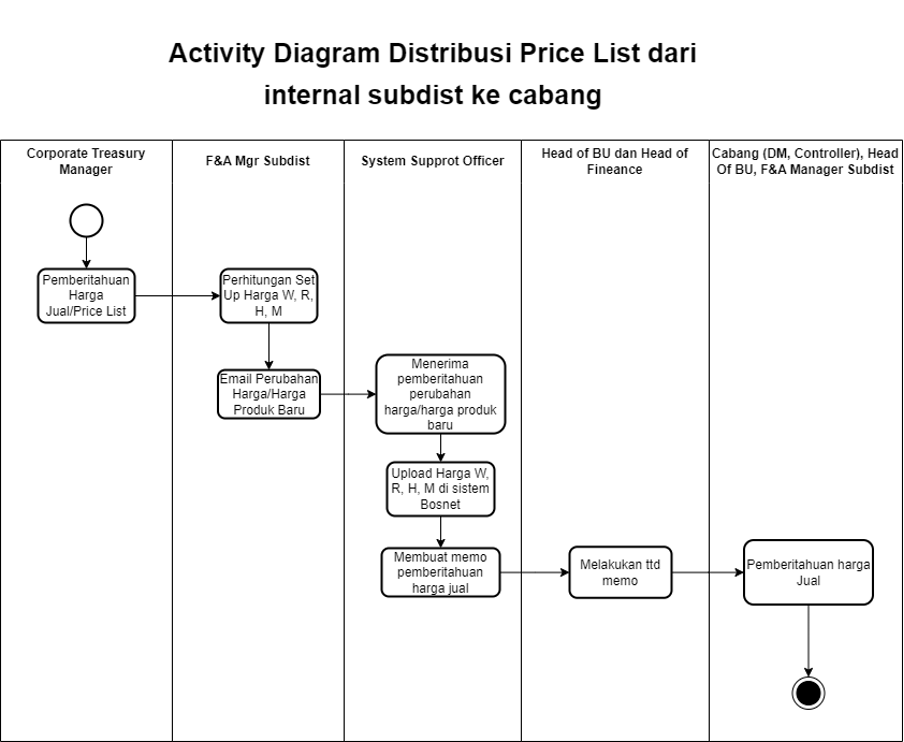 Activity Diagram Distribusi Price List dari
internal subdist ke cabang
Corporate Treasury
Manager
F&A Mgr Subdist
System Supprot Officer
Head of BU dan Head of
Fineance
Cabang (DM, Controller), Head
Of BU, F&A Manager Subdist
Pemberitahuan
Harga
Jual/Price List
Perhitungan Set
Up Harga W, R,
H, M
Email Perubahan
Harga/Harga
Produk Baru
Menerima
pemberitahuan
perubahan
harga/harga produk
baru
Upload Harga W,
R, H, M di sistem
Bosnet
Membuat memo
pemberitahuan
harga jual
Melakukan ttd
memo
Pemberitahuan harga
Jual